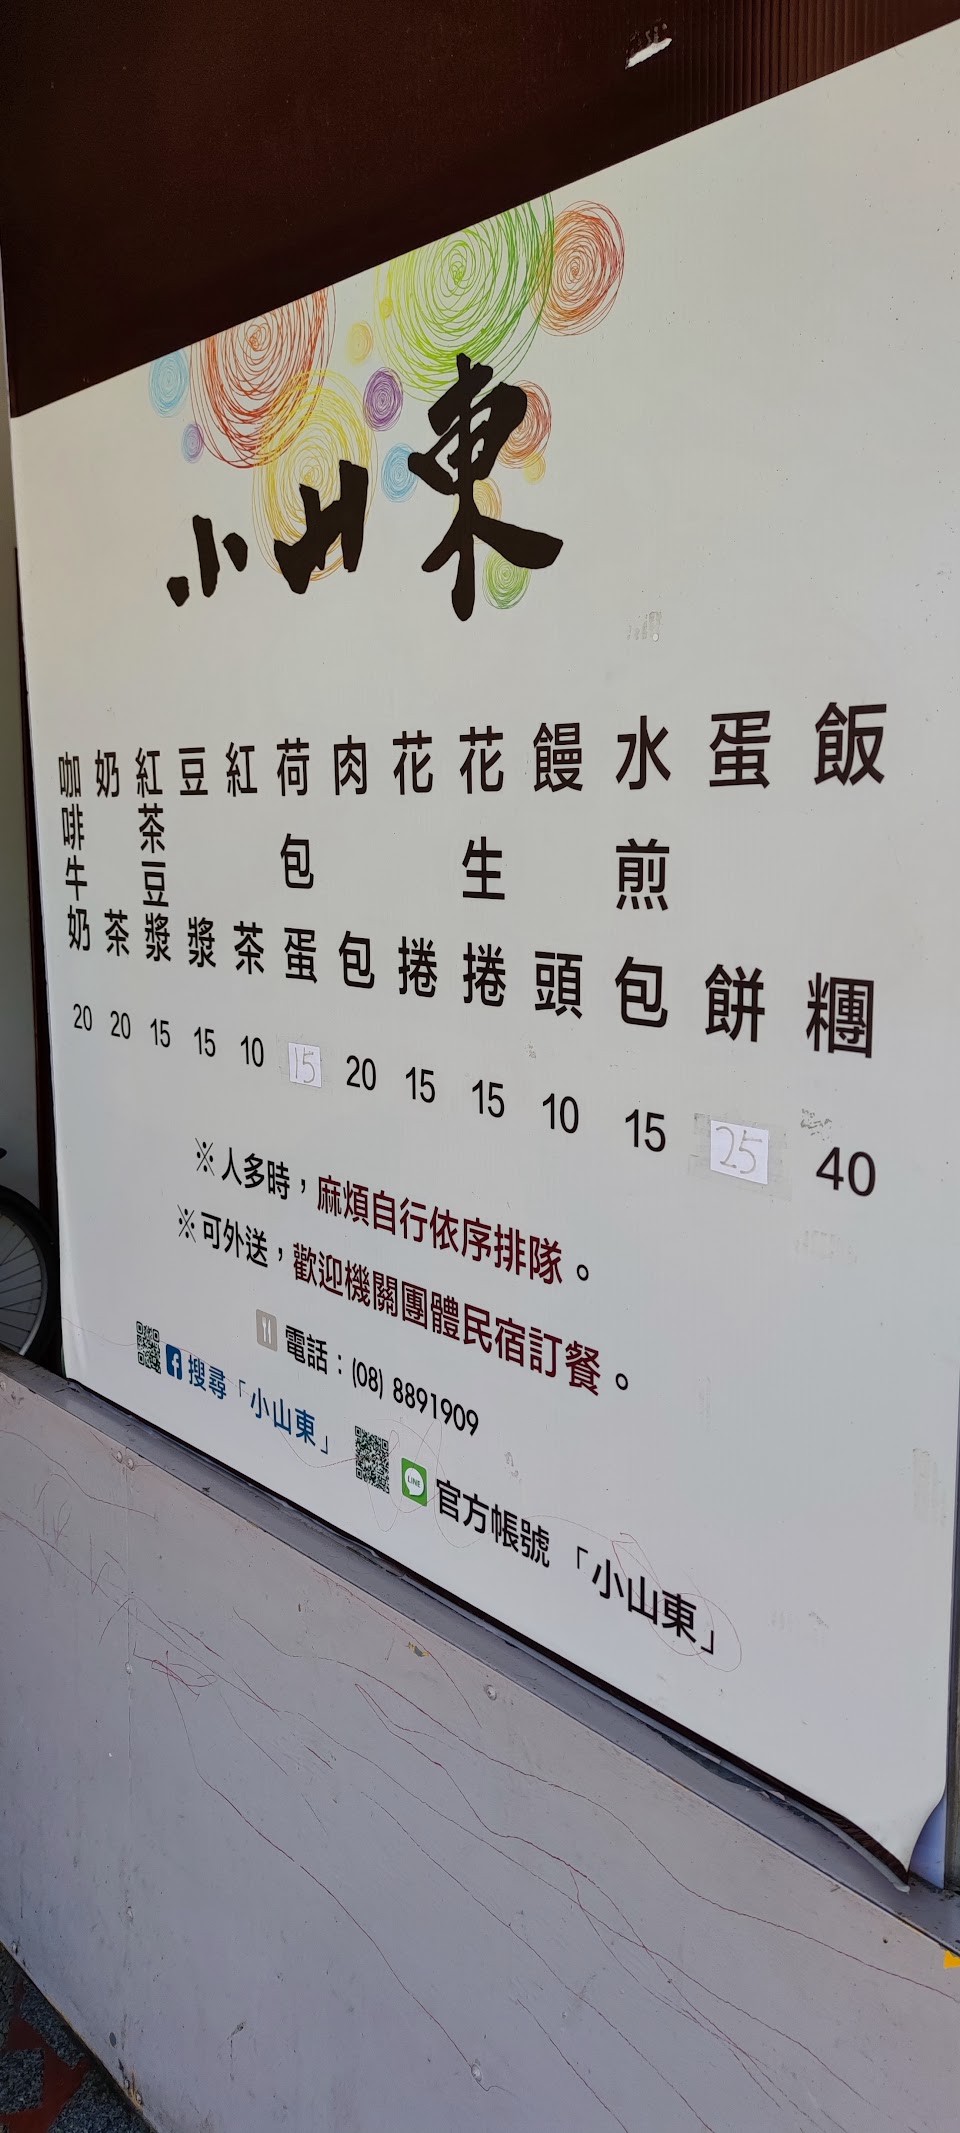 小山東
飯糰 40
蛋餅 25
水煎包 15
饅頭 10
花生捲 15
花捲 15
肉包 20
荷包蛋 15
紅茶 10
豆漿 15
紅茶豆漿 15
奶茶 20
咖啡牛奶 20
※人多時，麻煩自行依序排隊。
※可外送，歡迎機關團體民宿訂餐。
電話：(08) 8891909
f 搜尋「小山東」
LINE 官方帳號 「小山東」